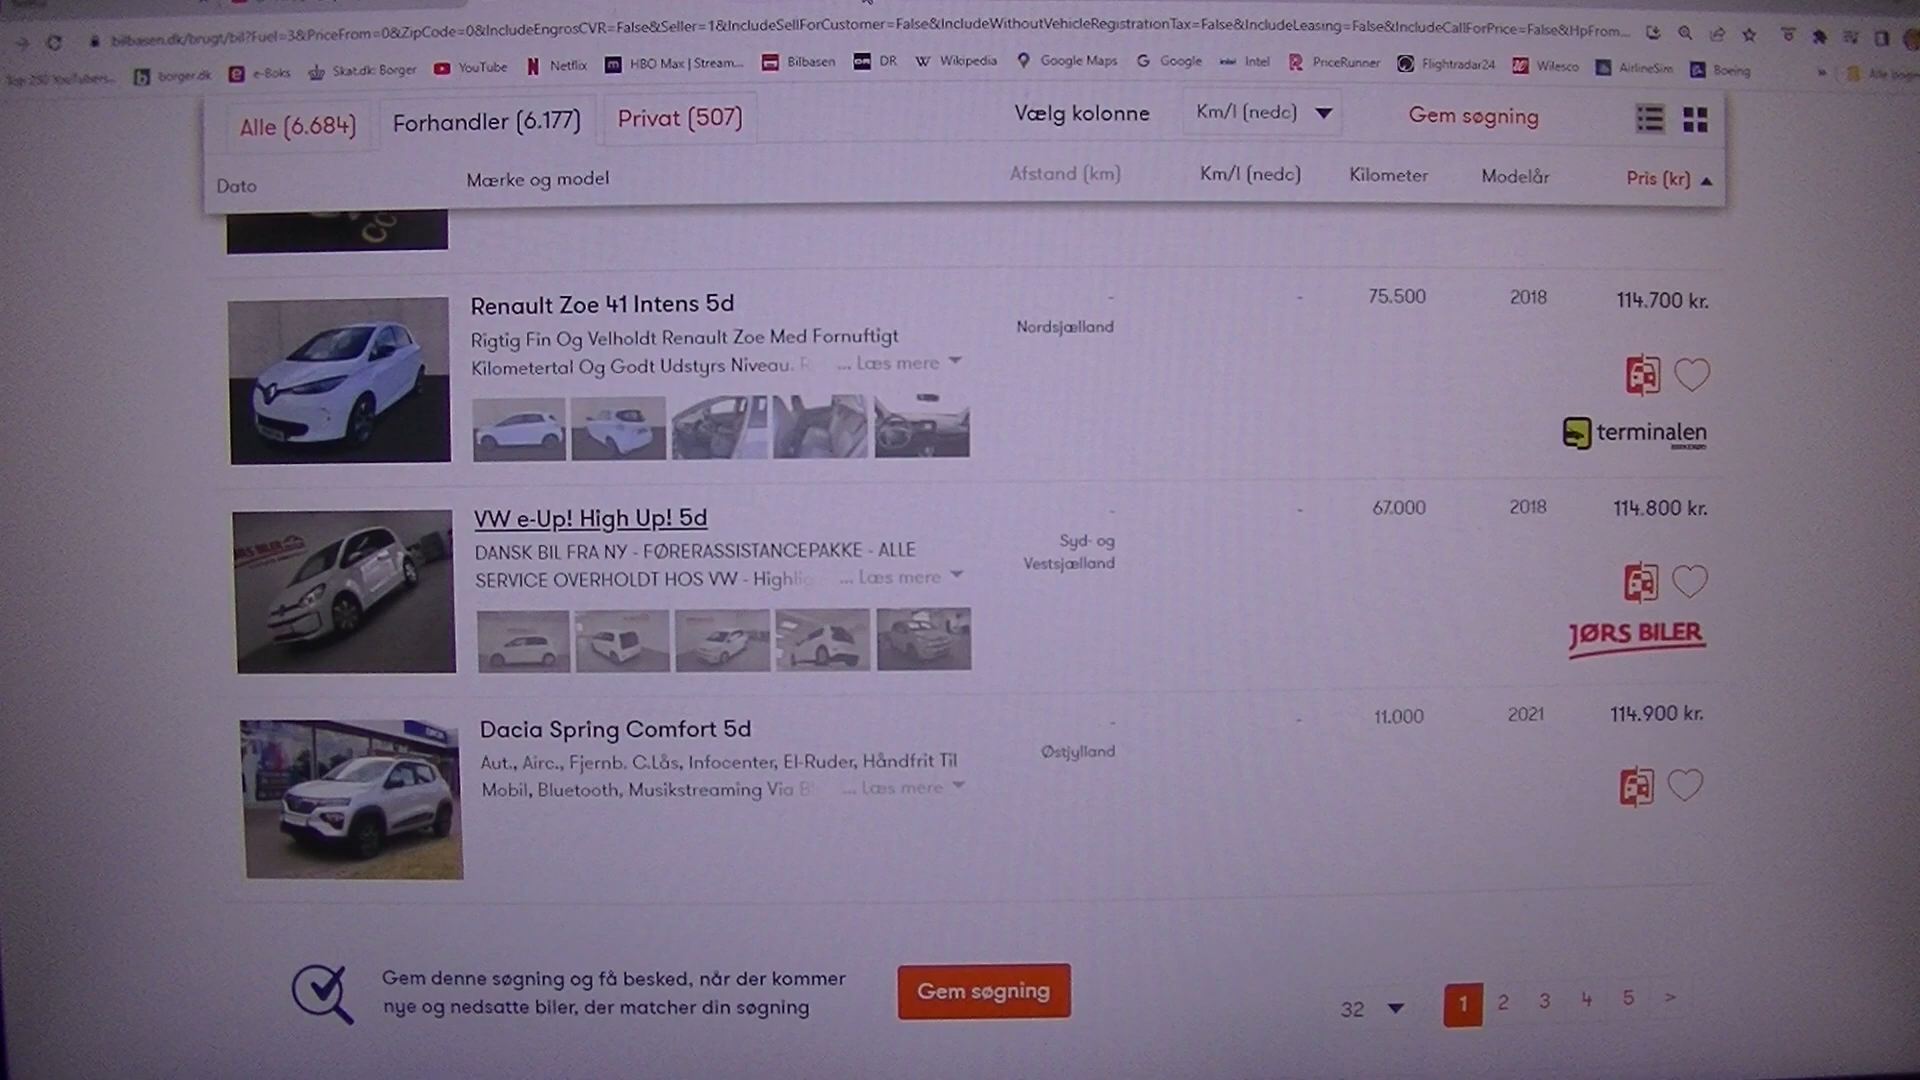 bilbasen.dk/brugt/bil?Fuel=3&PriceFrom=0&ZipCode=0&IncludeEngrosCVR=False&Seller=1&IncludeSellForCustomer=False&IncludeWithoutVehicleRegistrationTax=False&IncludeLeasing=False&IncludeCallForPrice=False&HpFrom...
Top 250 YouTubers... borger.dk e-Boks Skat.dk: Borger YouTube Netflix HBO Max | Stream... Bilbasen DR Wikipedia Google Maps Google Intel PriceRunner Flightradar24 Wilesco AirlineSim Boeing » Alle
Alle (6.684) Forhandler (6.177) Privat (507) Vælg kolonne Km/l (nedc) Gem søgning
Dato Mærke og model Afstand (km) Km/l (nedc) Kilometer Modelår Pris (kr)
Renault Zoe 41 Intens 5d - - 75.500 2018 114.700 kr.
Rigtig Fin Og Velholdt Renault Zoe Med Fornuftigt Nordsjælland
Kilometertal Og Godt Udstyrs Niveau. R ... Læs mere
terminalen
VW e-Up! High Up! 5d - - 67.000 2018 114.800 kr.
DANSK BIL FRA NY - FØRERASSISTANCEPAKKE - ALLE Syd- og
SERVICE OVERHOLDT HOS VW - Highlig ... Læs mere Vestsjælland
JØRS BILER
Dacia Spring Comfort 5d - - 11.000 2021 114.900 kr.
Aut., Airc., Fjernb. C.Lås, Infocenter, El-Ruder, Håndfrit Til Østjylland
Mobil, Bluetooth, Musikstreaming Via ... Læs mere
Gem denne søgning og få besked, når der kommer
nye og nedsatte biler, der matcher din søgning
Gem søgning
32 1 2 3 4 5 >